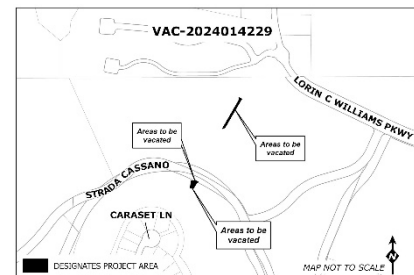 VAC-2024014229
LORIN C WILLIAMS PKWY
Areas to be
vacated
Areas to be
vacated
STRADA CASSANO
CARASET LN
Areas to be
vacated
DESIGNATES PROJECT AREA
MAP NOT TO SCALE
N